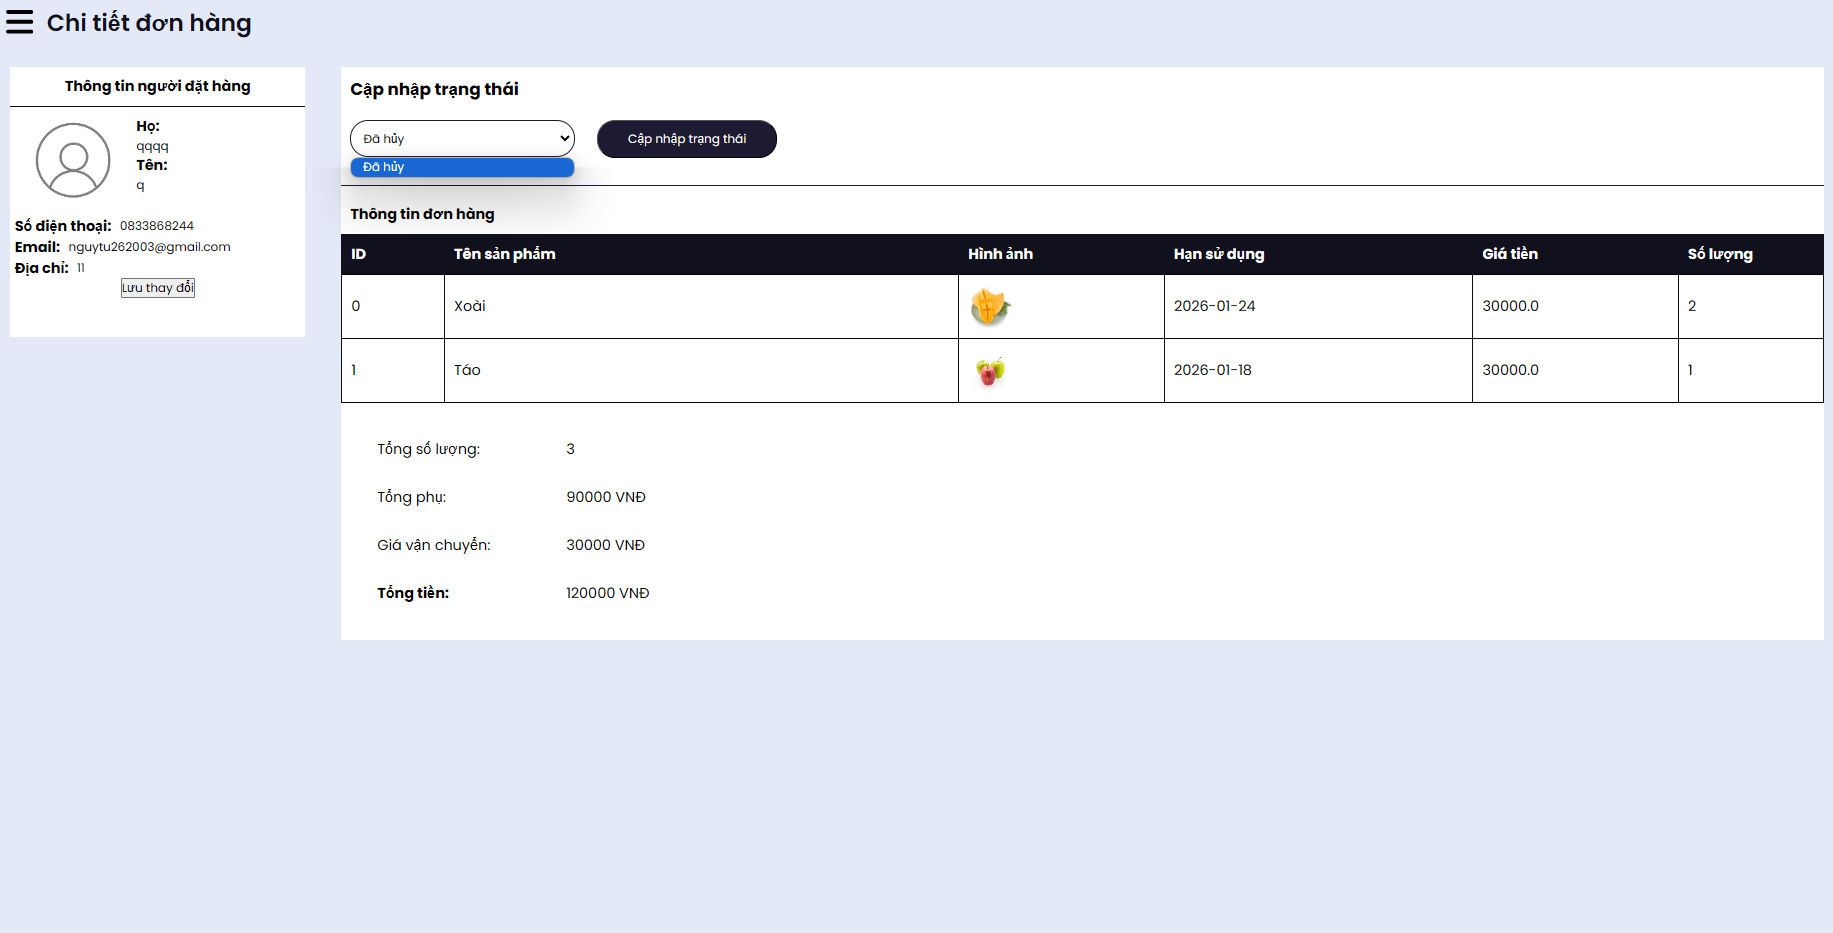 Chi tiết đơn hàng
Thông tin người đặt hàng
Họ:
qqqq
Tên:
q
Số điện thoại: 0833868244
Email: nguytu262003@gmail.com
Địa chỉ: 11
Lưu thay đổi
Cập nhập trạng thái
Đã hủy
Cập nhập trạng thái
Đã hủy
Thông tin đơn hàng
ID Tên sản phẩm Hình ảnh Hạn sử dụng Giá tiền Số lượng
0 Xoài 2026-01-24 30000.0 2
1 Táo 2026-01-18 30000.0 1
Tổng số lượng: 3
Tổng phụ: 90000 VNĐ
Giá vận chuyển: 30000 VNĐ
Tổng tiền: 120000 VNĐ